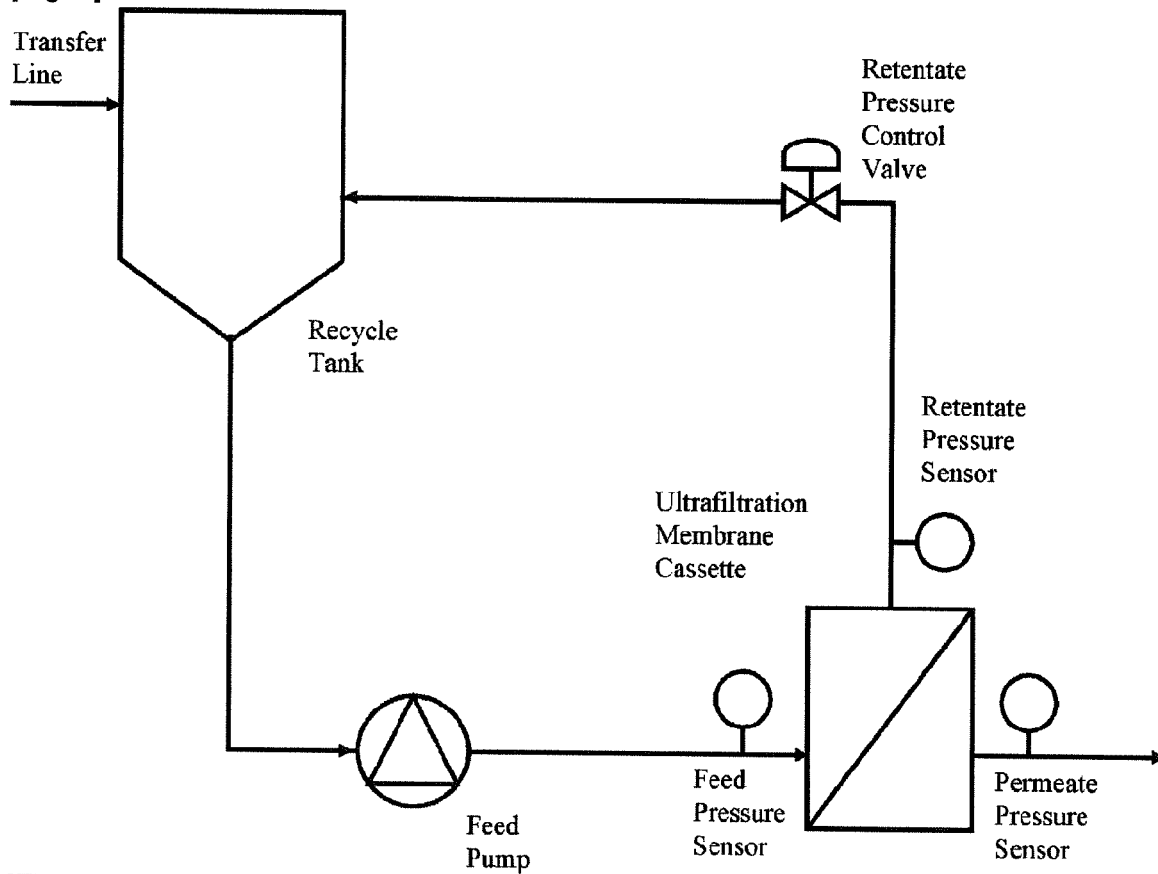 Transfer
Line
Retentate
Pressure
Control
Valve
Recycle
Tank
Retentate
Pressure
Sensor
Ultrafiltration
Membrane
Cassette
Feed
Pressure
Sensor
Permeate
Pressure
Sensor
Feed
Pump